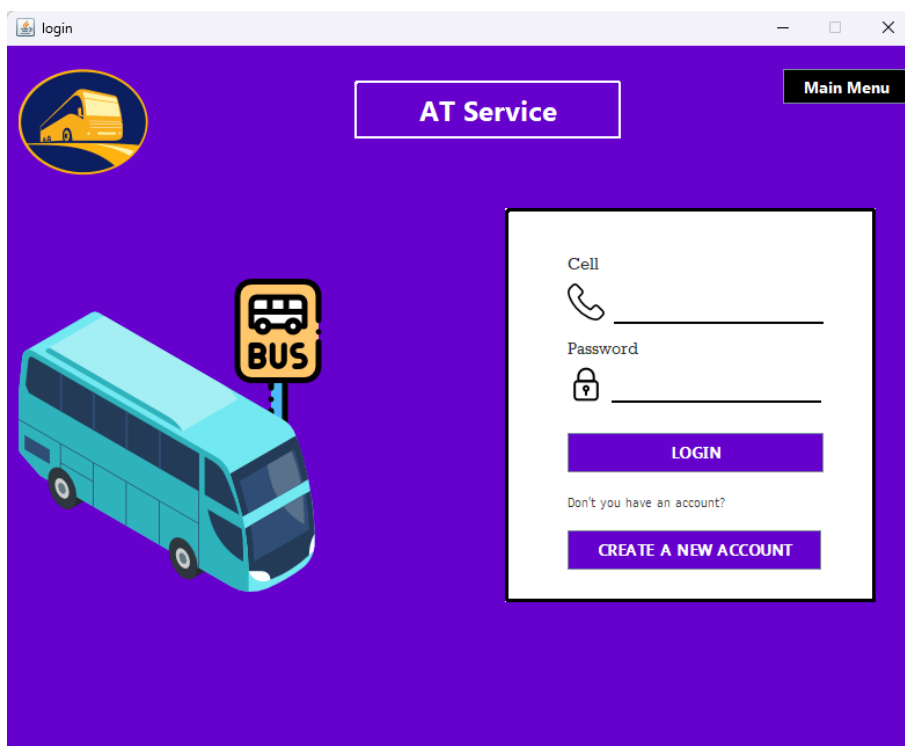 login
AT Service
Main Menu
BUS
Cell
Password
LOGIN
Don't you have an account?
CREATE A NEW ACCOUNT